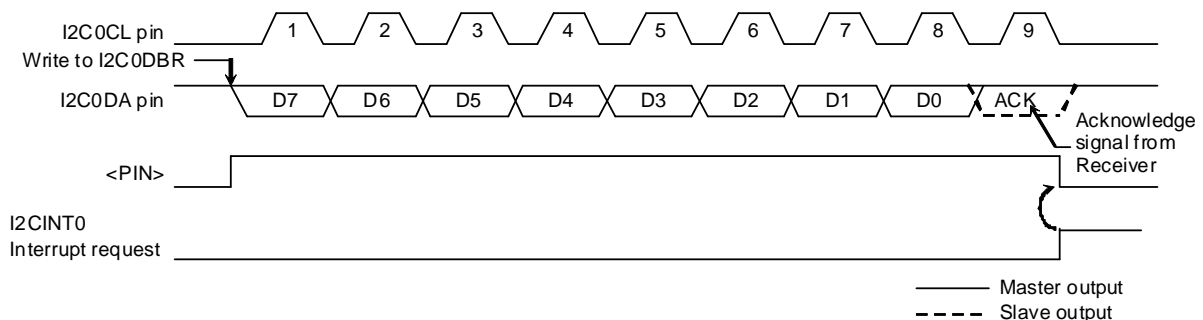 I2C0CL pin
1 2 3 4 5 6 7 8 9
Write to I2C0DBR
I2C0DA pin
D7 D6 D5 D4 D3 D2 D1 D0 ACK
Acknowledge
signal from
Receiver
<PIN>
I2CINT0
Interrupt request
Master output
Slave output